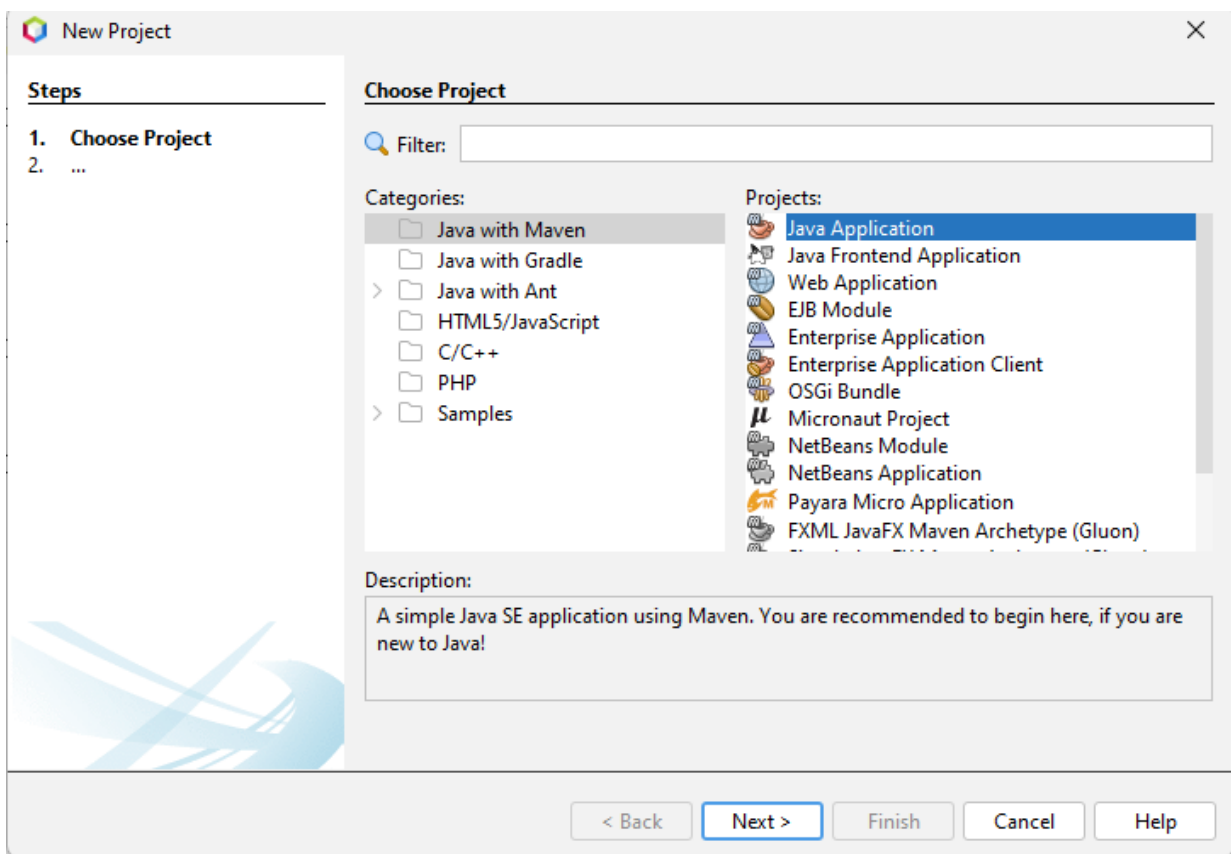 New Project
Steps
1. Choose Project
2. ...
Choose Project
Filter:
Categories:
Java with Maven
Java with Gradle
Java with Ant
HTML5/JavaScript
C/C++
PHP
Samples
Projects:
Java Application
Java Frontend Application
Web Application
EJB Module
Enterprise Application
Enterprise Application Client
OSGi Bundle
Micronaut Project
NetBeans Module
NetBeans Application
Payara Micro Application
FXML JavaFX Maven Archetype (Gluon)
Description:
A simple Java SE application using Maven. You are recommended to begin here, if you are
new to Java!
< Back
Next >
Finish
Cancel
Help